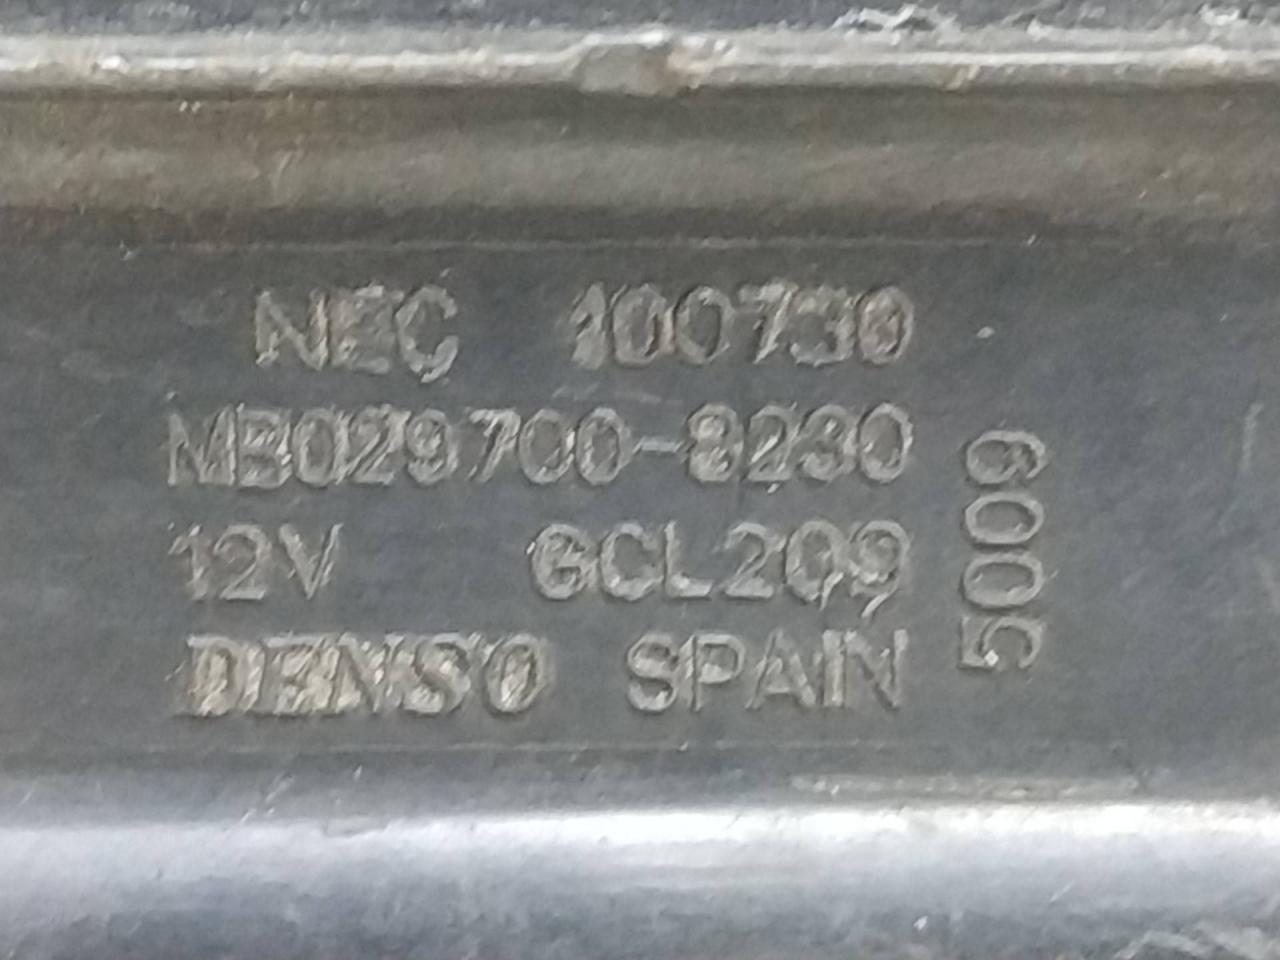 NEC 100730
MB029700-8230
12V GCL209
DENSO SPAIN
5009